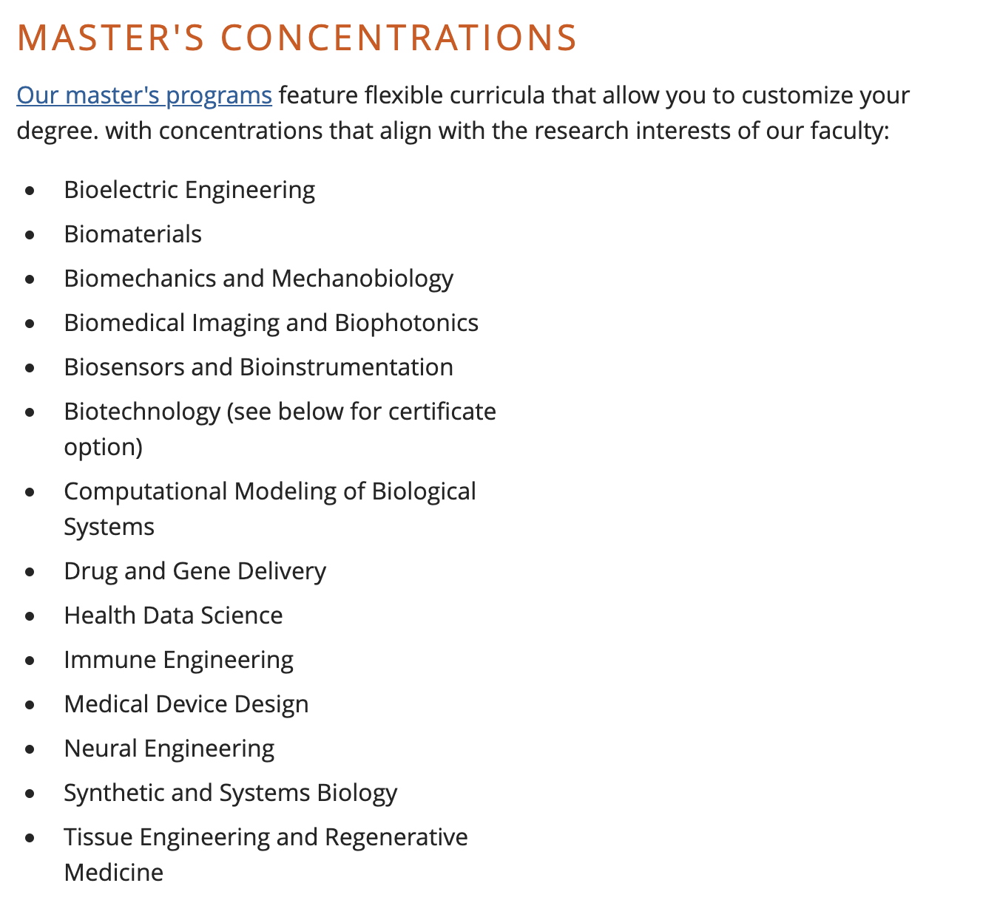 MASTER'S CONCENTRATIONS
Our master's programs feature flexible curricula that allow you to customize your
degree. with concentrations that align with the research interests of our faculty:
• Bioelectric Engineering
• Biomaterials
• Biomechanics and Mechanobiology
• Biomedical Imaging and Biophotonics
• Biosensors and Bioinstrumentation
• Biotechnology (see below for certificate
option)
• Computational Modeling of Biological
Systems
• Drug and Gene Delivery
• Health Data Science
• Immune Engineering
• Medical Device Design
• Neural Engineering
• Synthetic and Systems Biology
• Tissue Engineering and Regenerative
Medicine